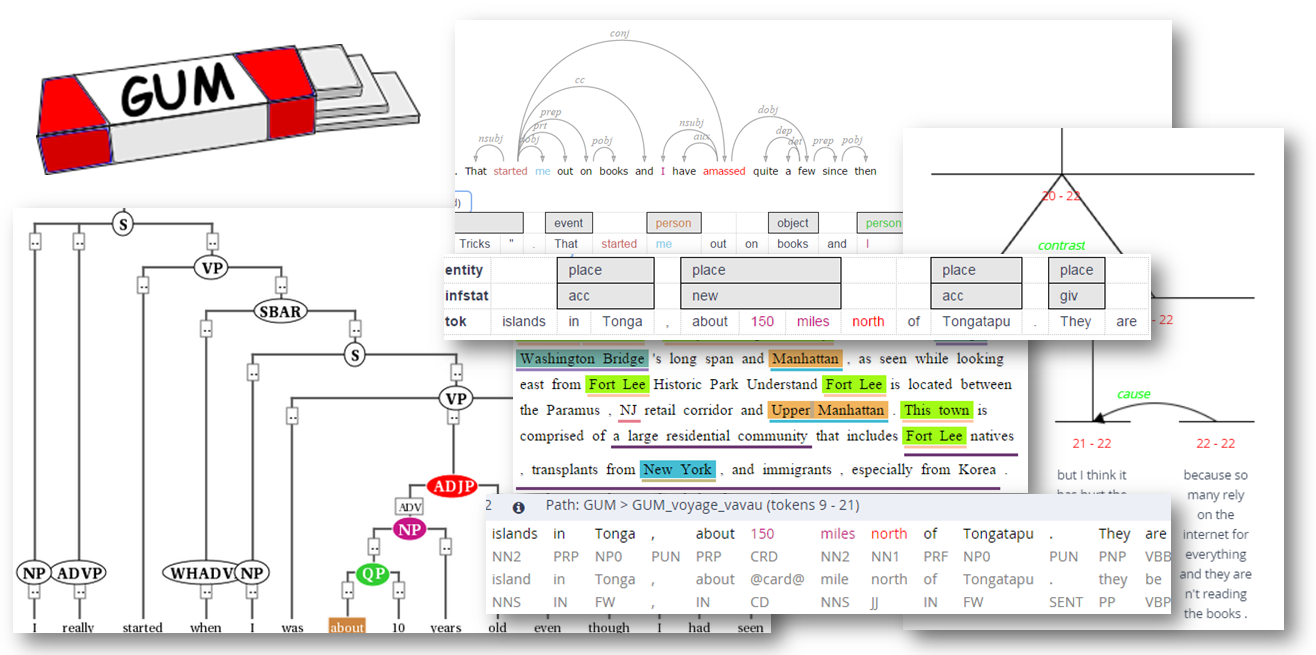 GUM
conj
cc
prep
prt
pobj
nsubj
pobj
nsubj
aux
dobj
dep
det
prep
pobj
. That started me out on books and I have amassed quite a few since then
d)
event person object person
Tricks " . That started me out on books and I
entity place place place place
infstat acc new acc giv
tok islands in Tonga , about 150 miles north of Tongatapu . They are
Washington Bridge 's long span and Manhattan , as seen while looking
east from Fort Lee Historic Park Understand Fort Lee is located between
the Paramus , NJ retail corridor and Upper Manhattan . This town is
comprised of a large residential community that includes Fort Lee natives
, transplants from New York , and immigrants , especially from Korea .
2 Path: GUM > GUM_voyage_vavau (tokens 9 - 21)
islands in Tonga , about 150 miles north of Tongatapu . They are
NN2 PRP NP0 PUN PRP CRD NN2 NN1 PRF NP0 PUN PNP VBB
island in Tonga , about @card@ mile north of Tongatapu . they be
NNS IN FW , IN CD NNS JJ IN FW SENT PP VBP
S
VP
SBAR
S
VP
ADJP
ADV
NP
QP
NP ADVP WHADV NP
I really started when I was about 10 years old even though I had seen
20 - 22
contrast
- 22
cause
21 - 22
22 - 22
but I think it
has hurt the
because so
many rely
on the
internet for
everything
and they are
n't reading
the books .